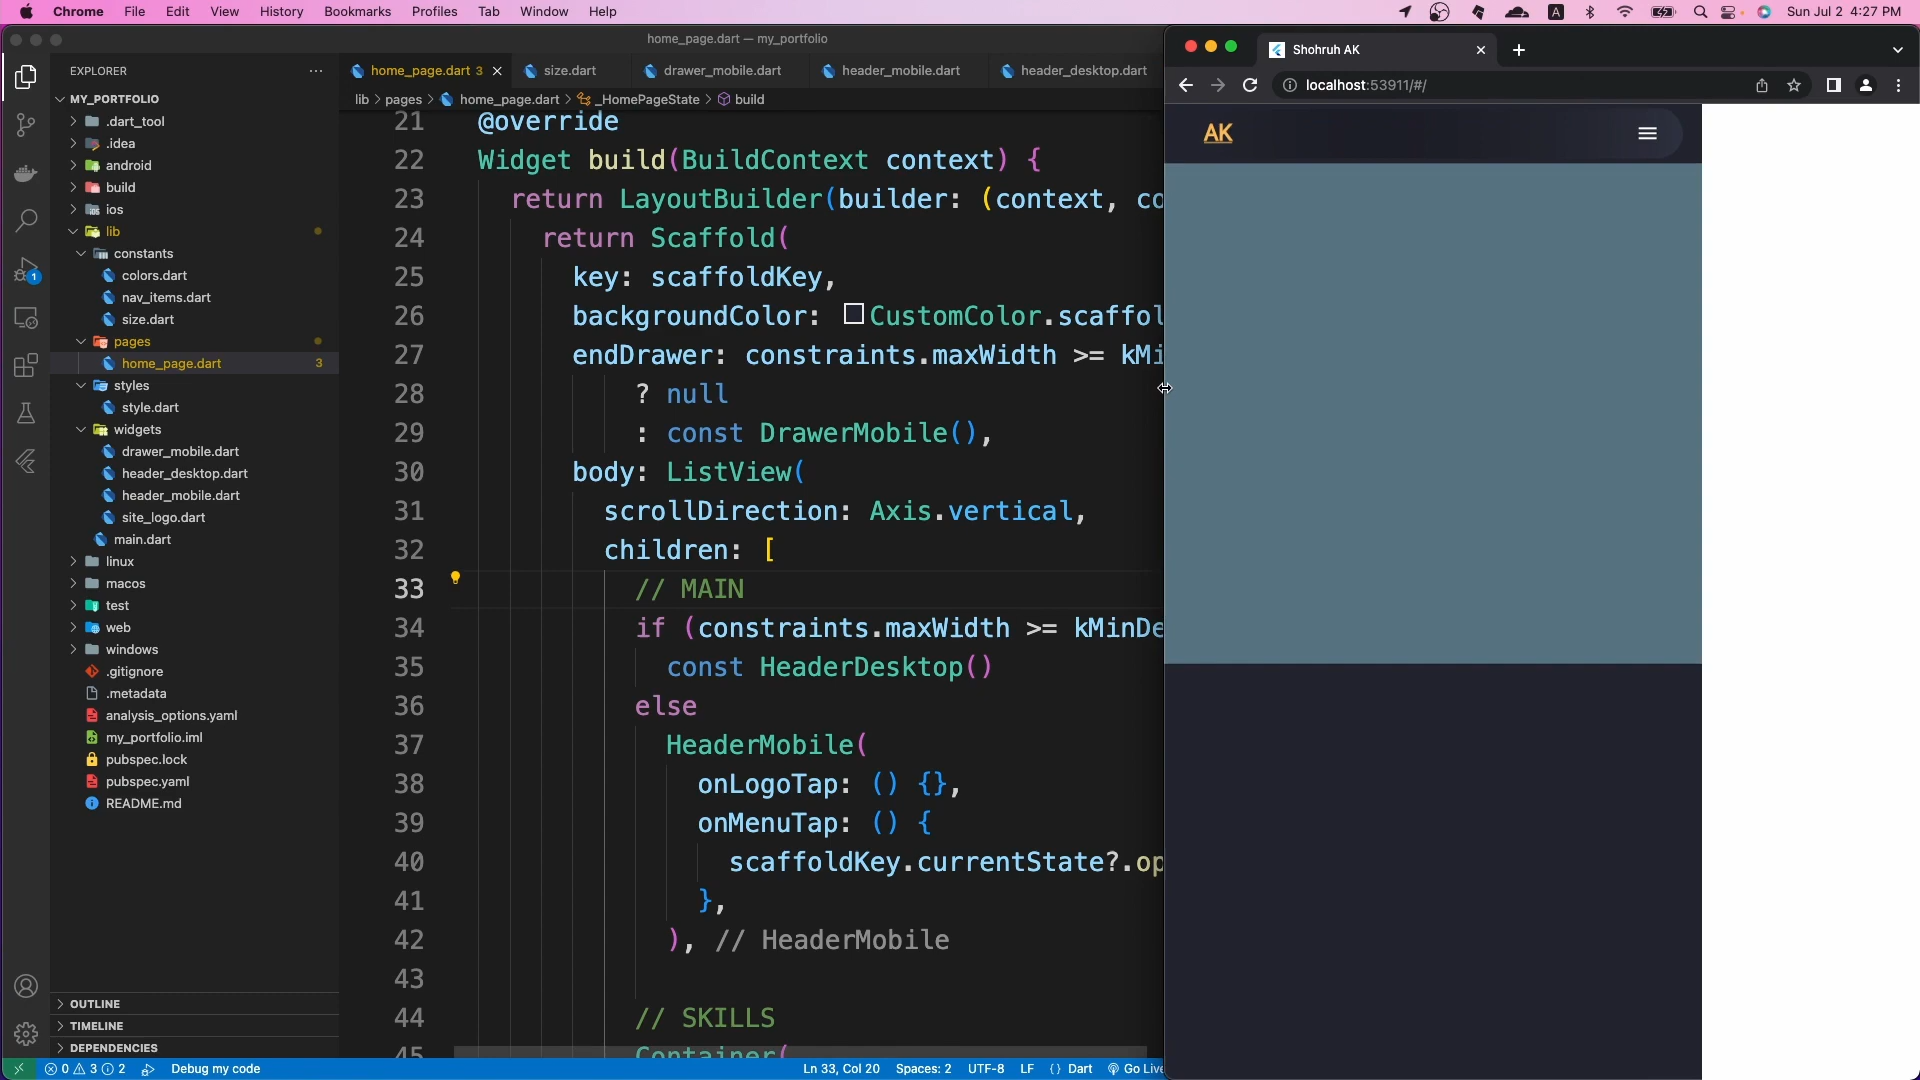 Chrome File Edit View History Bookmarks Profiles Tab Window Help A Sun Jul 2 4:27 PM
home_page.dart — my_portfolio
EXPLORER
home_page.dart 3
size.dart
drawer_mobile.dart
header_mobile.dart
header_desktop.dart
lib > pages > home_page.dart > _HomePageState > build
MY_PORTFOLIO
.dart_tool
.idea
android
build
ios
lib
constants
colors.dart
nav_items.dart
size.dart
pages
home_page.dart 3
styles
style.dart
widgets
drawer_mobile.dart
header_desktop.dart
header_mobile.dart
site_logo.dart
main.dart
linux
macos
test
web
windows
.gitignore
.metadata
analysis_options.yaml
my_portfolio.iml
pubspec.lock
pubspec.yaml
README.md
OUTLINE
TIMELINE
DEPENDENCIES
1
21 @override
22 Widget build(BuildContext context) {
23 return LayoutBuilder(builder: (context, co
24 return Scaffold(
25 key: scaffoldKey,
26 backgroundColor: CustomColor.scaffol
27 endDrawer: constraints.maxWidth >= kMi
28 ? null
29 : const DrawerMobile(),
30 body: ListView(
31 scrollDirection: Axis.vertical,
32 children: [
33 // MAIN
34 if (constraints.maxWidth >= kMinDe
35 const HeaderDesktop()
36 else
37 HeaderMobile(
38 onLogoTap: () {},
39 onMenuTap: () {
40 scaffoldKey.currentState?.op
41 },
42 ), // HeaderMobile
43
44 // SKILLS
45 Container(
0 3 2 Debug my code Ln 33, Col 20 Spaces: 2 UTF-8 LF {} Dart Go Live
Shohruh AK
localhost:53911/#/
AK